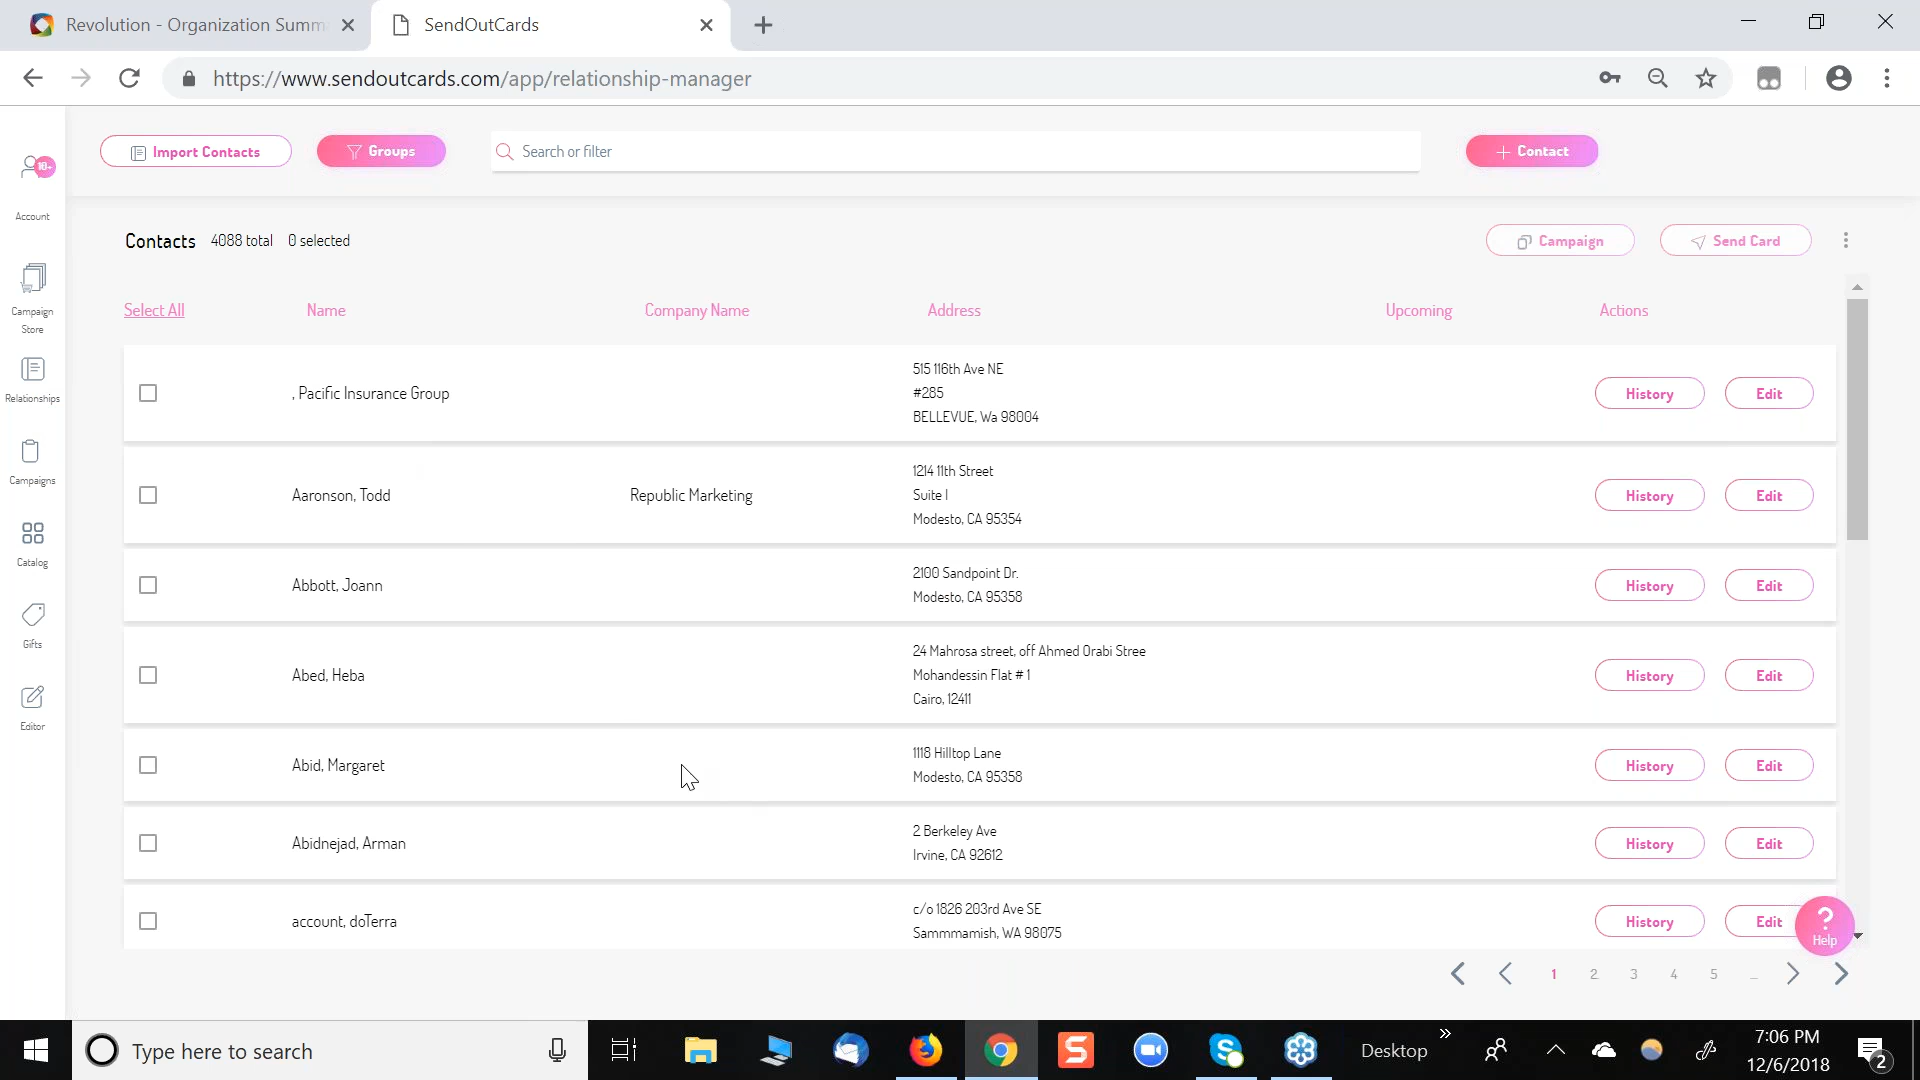 Revolution - Organization Summ
SendOutCards
https://www.sendoutcards.com/app/relationship-manager
Import Contacts
Groups
Search or filter
+ Contact
18+
Account
Campaign
Store
Relationships
Campaigns
Catalog
Gifts
Editor
Contacts 4088 total 0 selected
Campaign
Send Card
Select All
Name
Company Name
Address
Upcoming
Actions
, Pacific Insurance Group
515 116th Ave NE
#285
BELLEVUE, Wa 98004
History
Edit
Aaronson, Todd
Republic Marketing
1214 11th Street
Suite I
Modesto, CA 95354
History
Edit
Abbott, Joann
2100 Sandpoint Dr.
Modesto, CA 95358
History
Edit
Abed, Heba
24 Mahrosa street, off Ahmed Orabi Stree
Mohandessin Flat # 1
Cairo, 12411
History
Edit
Abid, Margaret
1118 Hilltop Lane
Modesto, CA 95358
History
Edit
Abidnejad, Arman
2 Berkeley Ave
Irvine, CA 92612
History
Edit
account, doTerra
c/o 1826 203rd Ave SE
Sammmamish, WA 98075
History
Edit
?
Help
1 2 3 4 5 ...
Type here to search
Desktop
7:06 PM
12/6/2018
2